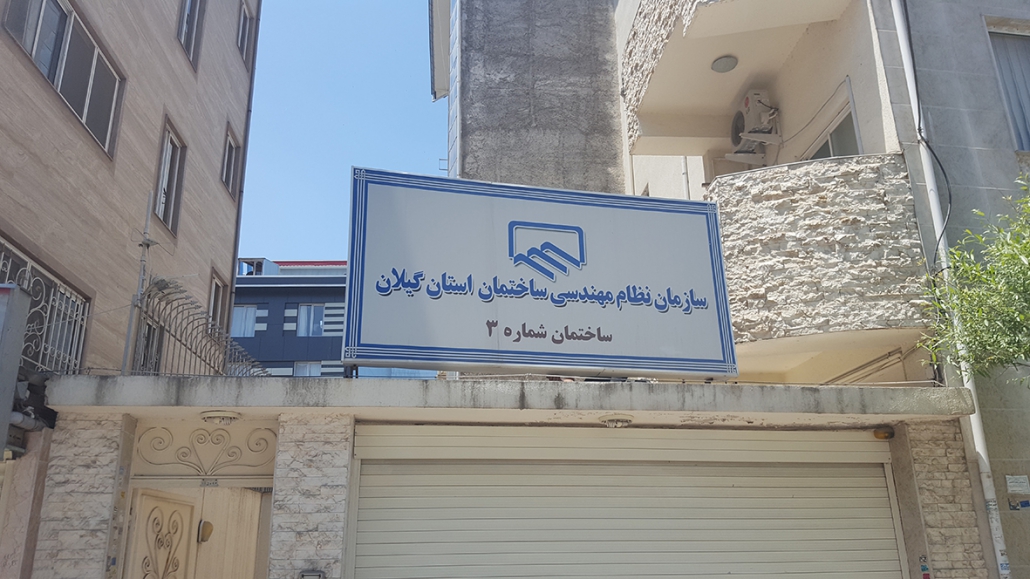 سازمان نظام مهندسی ساختمان استان گیلان
ساختمان شماره ۳